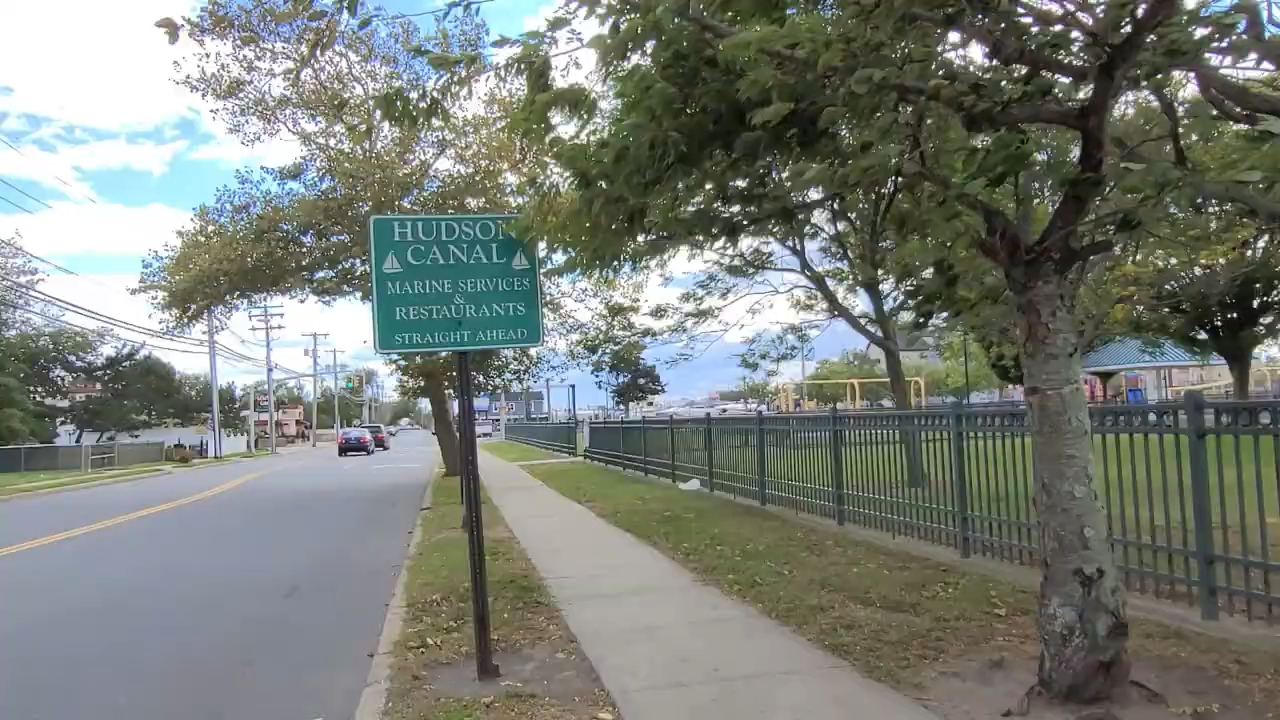 HUDSON
CANAL
MARINE SERVICES
&
RESTAURANTS
STRAIGHT AHEAD